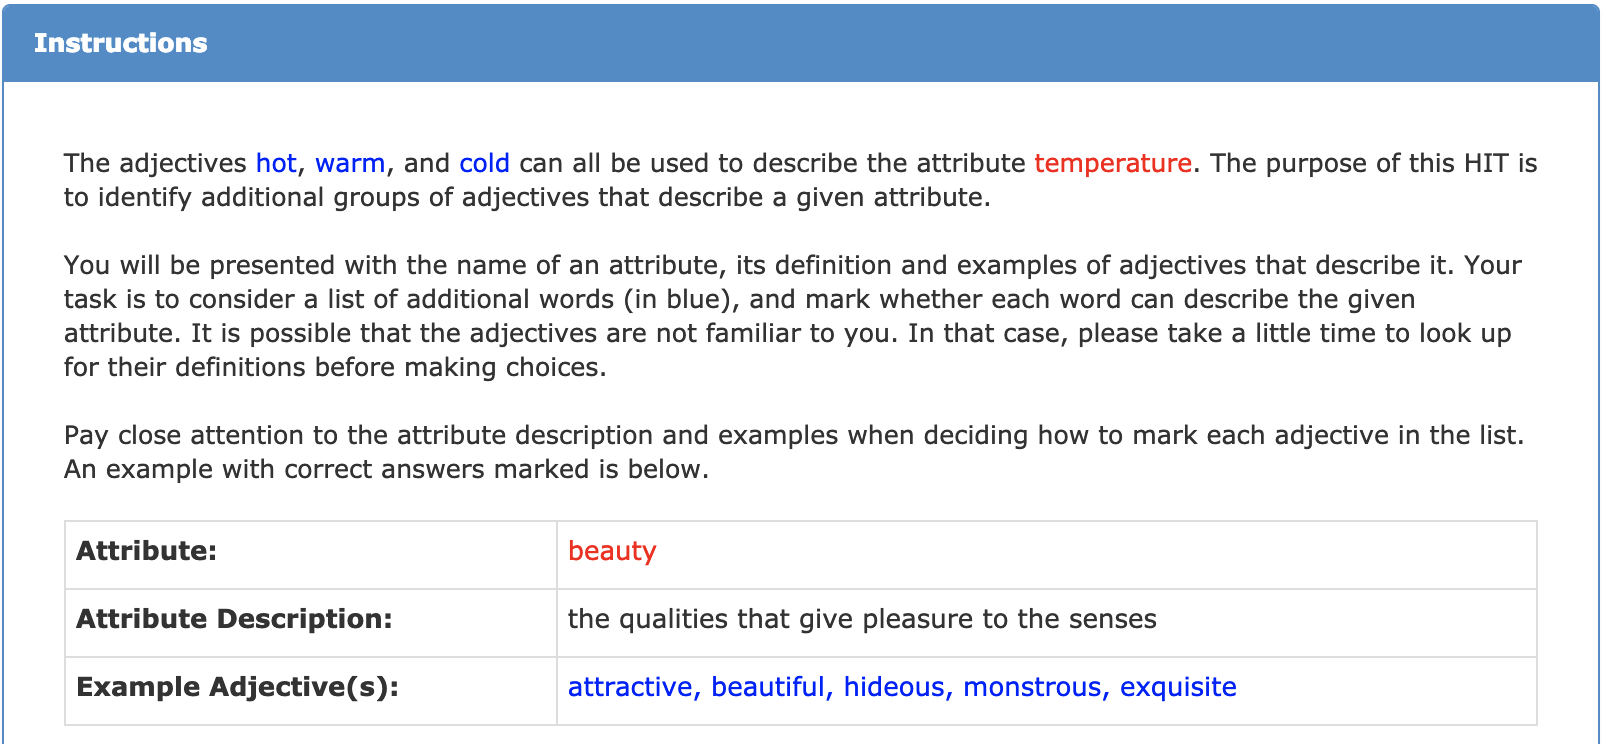 Instructions
The adjectives hot, warm, and cold can all be used to describe the attribute temperature. The purpose of this HIT is
to identify additional groups of adjectives that describe a given attribute.
You will be presented with the name of an attribute, its definition and examples of adjectives that describe it. Your
task is to consider a list of additional words (in blue), and mark whether each word can describe the given
attribute. It is possible that the adjectives are not familiar to you. In that case, please take a little time to look up
for their definitions before making choices.
Pay close attention to the attribute description and examples when deciding how to mark each adjective in the list.
An example with correct answers marked is below.
Attribute: beauty
Attribute Description: the qualities that give pleasure to the senses
Example Adjective(s): attractive, beautiful, hideous, monstrous, exquisite